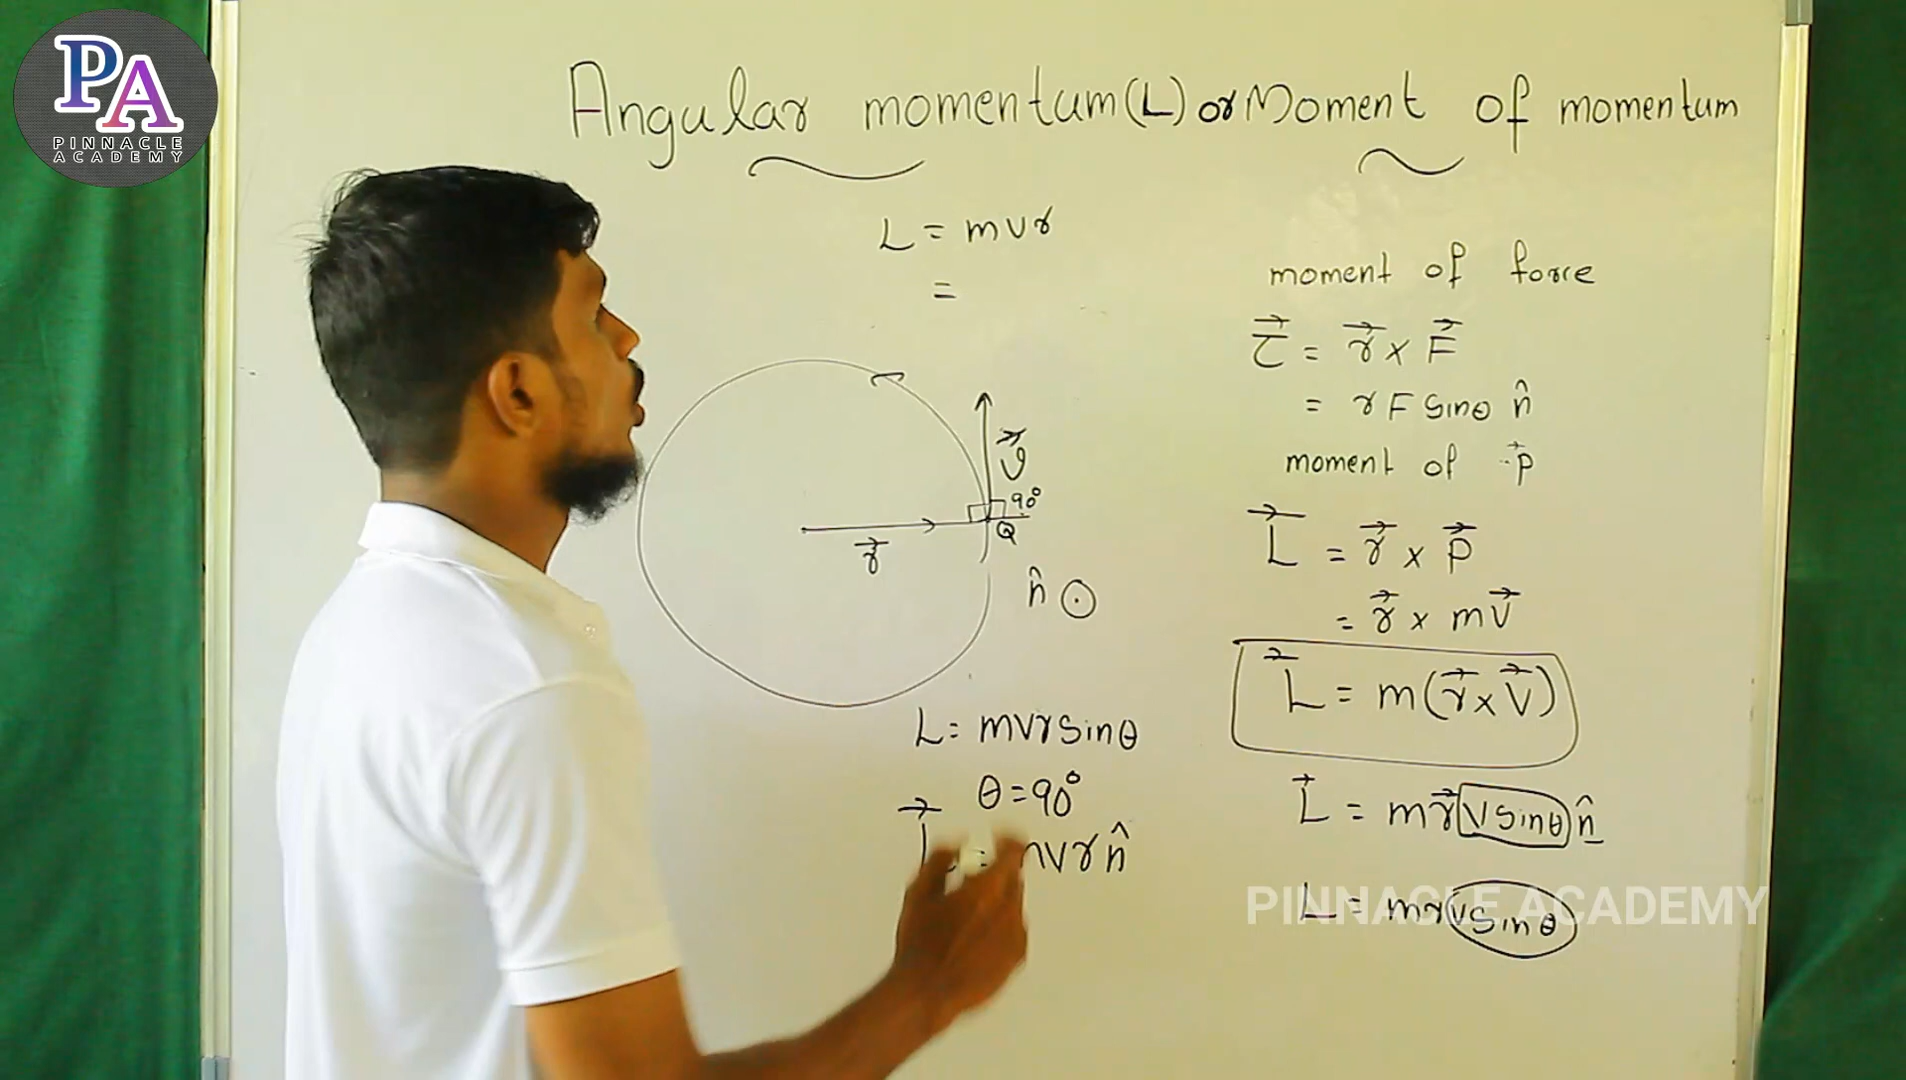 PA
PINNACLE
ACADEMY
Angular momentum(L) or Moment of momentum
L = mvr
=
moment of force
τ⃗ = r⃗ × F⃗
= rF sinθ n̂
moment of p⃗
L⃗ = r⃗ × p⃗
= r⃗ × mv⃗
L⃗ = m(r⃗ × v⃗)
L⃗ = mr⃗ v sinθ n̂
L = mrv sinθ
v⃗
90°
Q
r⃗
n̂ ⊙
L = mvr sinθ
θ = 90°
L⃗ = mvr n̂
PINNACLE ACADEMY